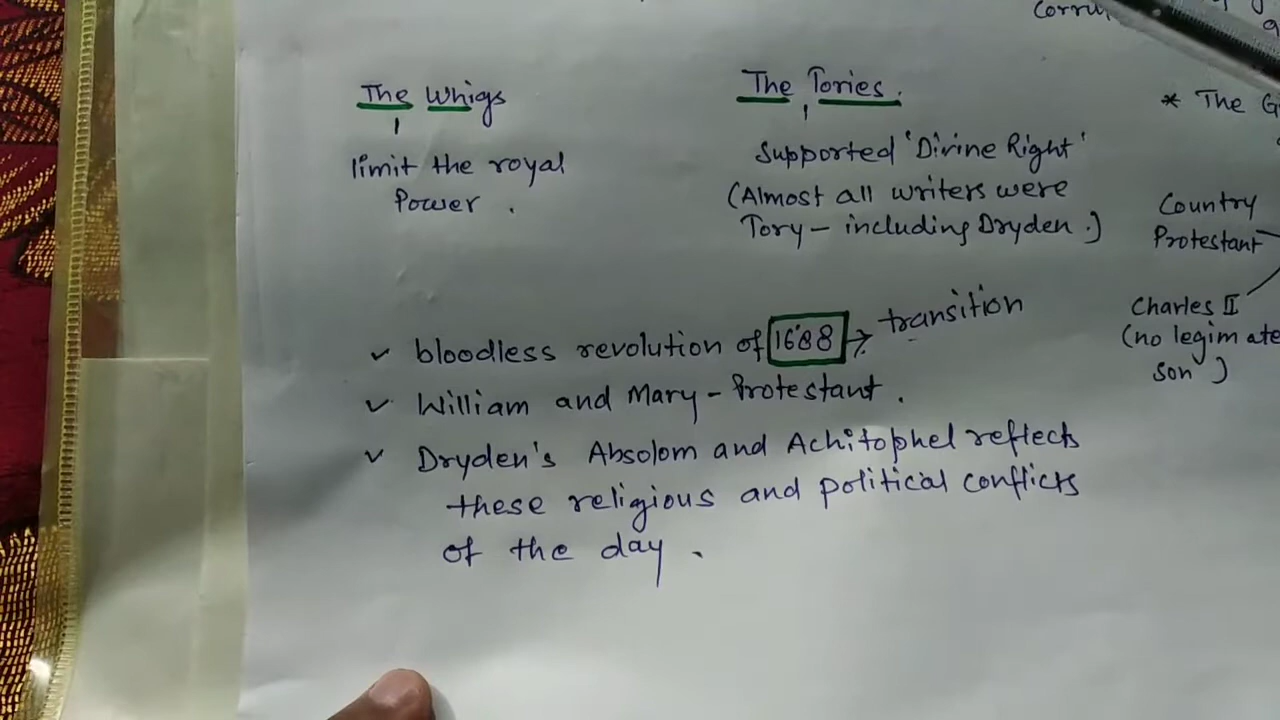 Corru
The Whigs
limit the royal
Power .
The Tories.
Supported 'Divine Right'
(Almost all writers were
Tory - including Dryden.)
✓ bloodless revolution of 1688 → transition
✓ William and Mary - Protestant.
✓ Dryden's Absolom and Achitophel reflects
these religious and political conflicts
of the day .
* The G
Country
Protestant
Charles II
(no legimate
son)